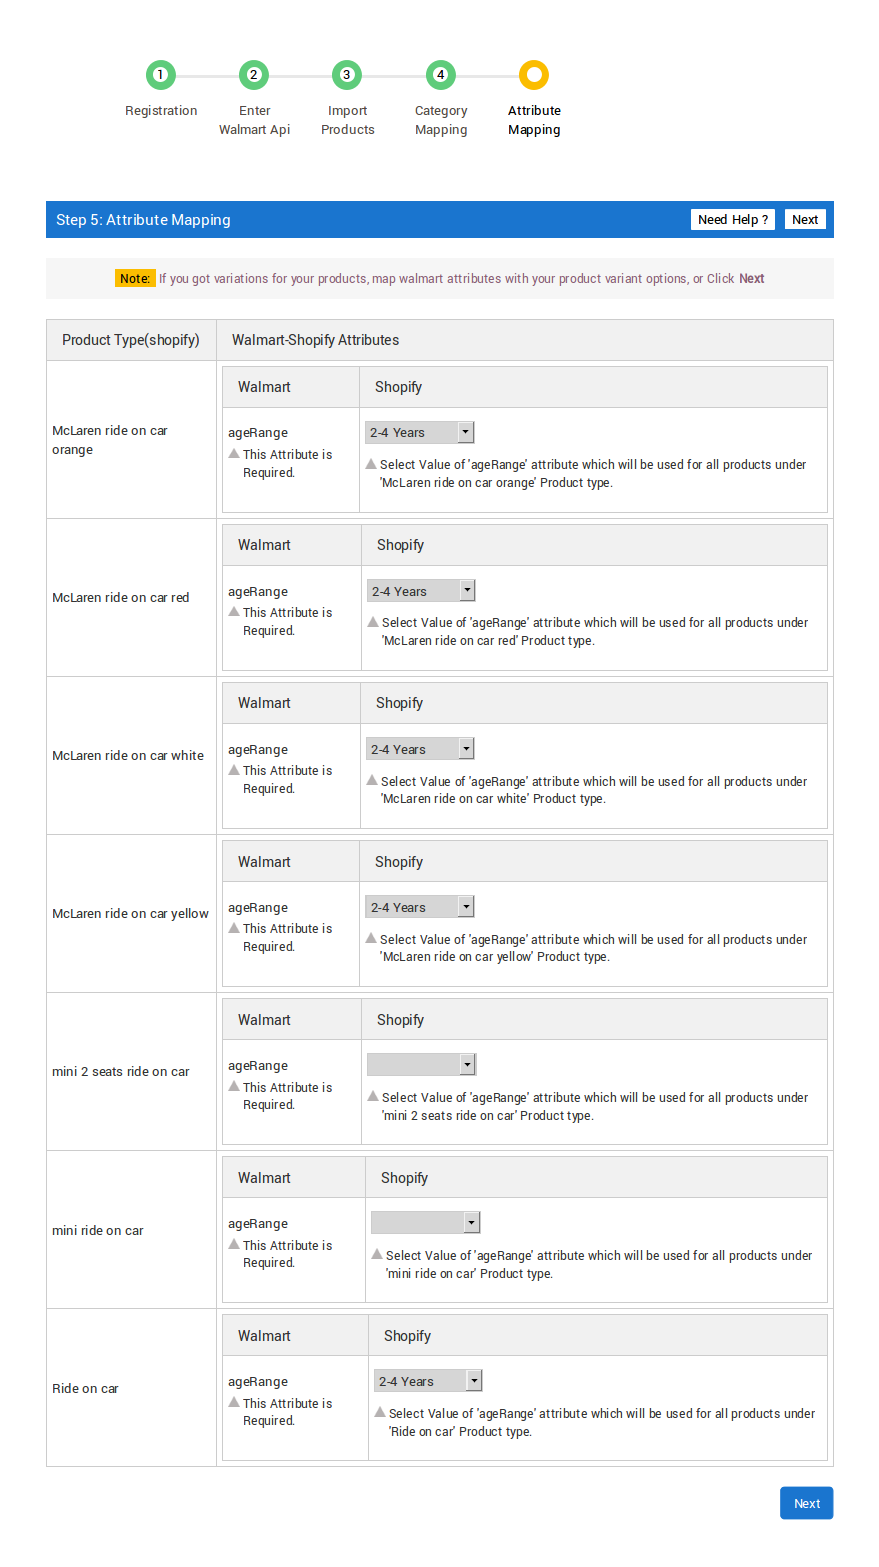 1 2 3 4
Registration Enter Import Category Attribute
Walmart Api Products Mapping Mapping
Step 5: Attribute Mapping Need Help ? Next
Note: If you got variations for your products, map walmart attributes with your product variant options, or Click Next
Product Type(shopify) Walmart-Shopify Attributes
McLaren ride on car
orange
Walmart Shopify
ageRange 2-4 Years
This Attribute is
Required.
Select Value of 'ageRange' attribute which will be used for all products under
'McLaren ride on car orange' Product type.
McLaren ride on car red
Walmart Shopify
ageRange 2-4 Years
This Attribute is
Required.
Select Value of 'ageRange' attribute which will be used for all products under
'McLaren ride on car red' Product type.
McLaren ride on car white
Walmart Shopify
ageRange 2-4 Years
This Attribute is
Required.
Select Value of 'ageRange' attribute which will be used for all products under
'McLaren ride on car white' Product type.
McLaren ride on car yellow
Walmart Shopify
ageRange 2-4 Years
This Attribute is
Required.
Select Value of 'ageRange' attribute which will be used for all products under
'McLaren ride on car yellow' Product type.
mini 2 seats ride on car
Walmart Shopify
ageRange
This Attribute is
Required.
Select Value of 'ageRange' attribute which will be used for all products under
'mini 2 seats ride on car' Product type.
mini ride on car
Walmart Shopify
ageRange
This Attribute is
Required.
Select Value of 'ageRange' attribute which will be used for all products under
'mini ride on car' Product type.
Ride on car
Walmart Shopify
ageRange 2-4 Years
This Attribute is
Required.
Select Value of 'ageRange' attribute which will be used for all products under
'Ride on car' Product type.
Next